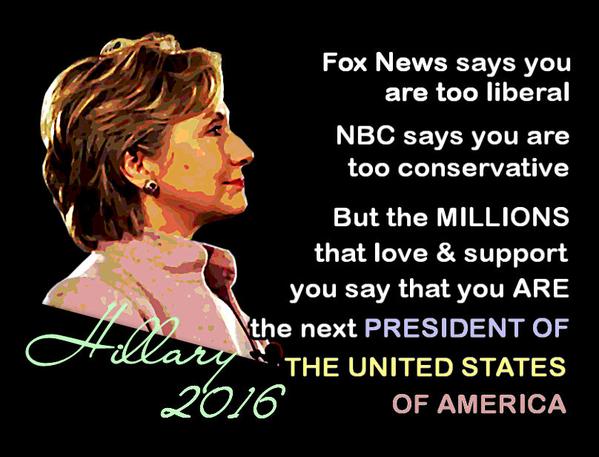 Fox News says you
are too liberal
NBC says you are
too conservative
But the MILLIONS
that love & support
you say that you ARE
the next PRESIDENT OF
THE UNITED STATES
OF AMERICA
Hillary
2016